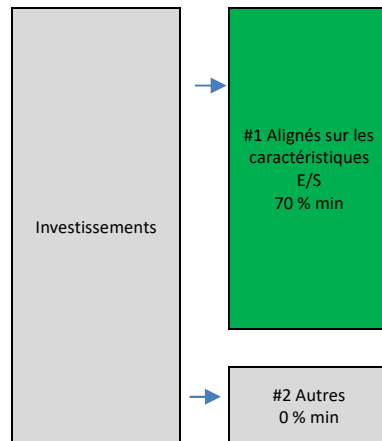 Investissements
#1 Alignés sur les
caractéristiques
E/S
70 % min
#2 Autres
0 % min